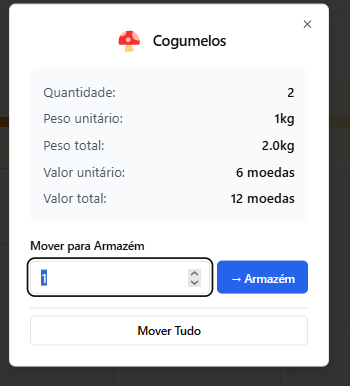 Cogumelos
Quantidade: 2
Peso unitário: 1kg
Peso total: 2.0kg
Valor unitário: 6 moedas
Valor total: 12 moedas
Mover para Armazém
1
→ Armazém
Mover Tudo